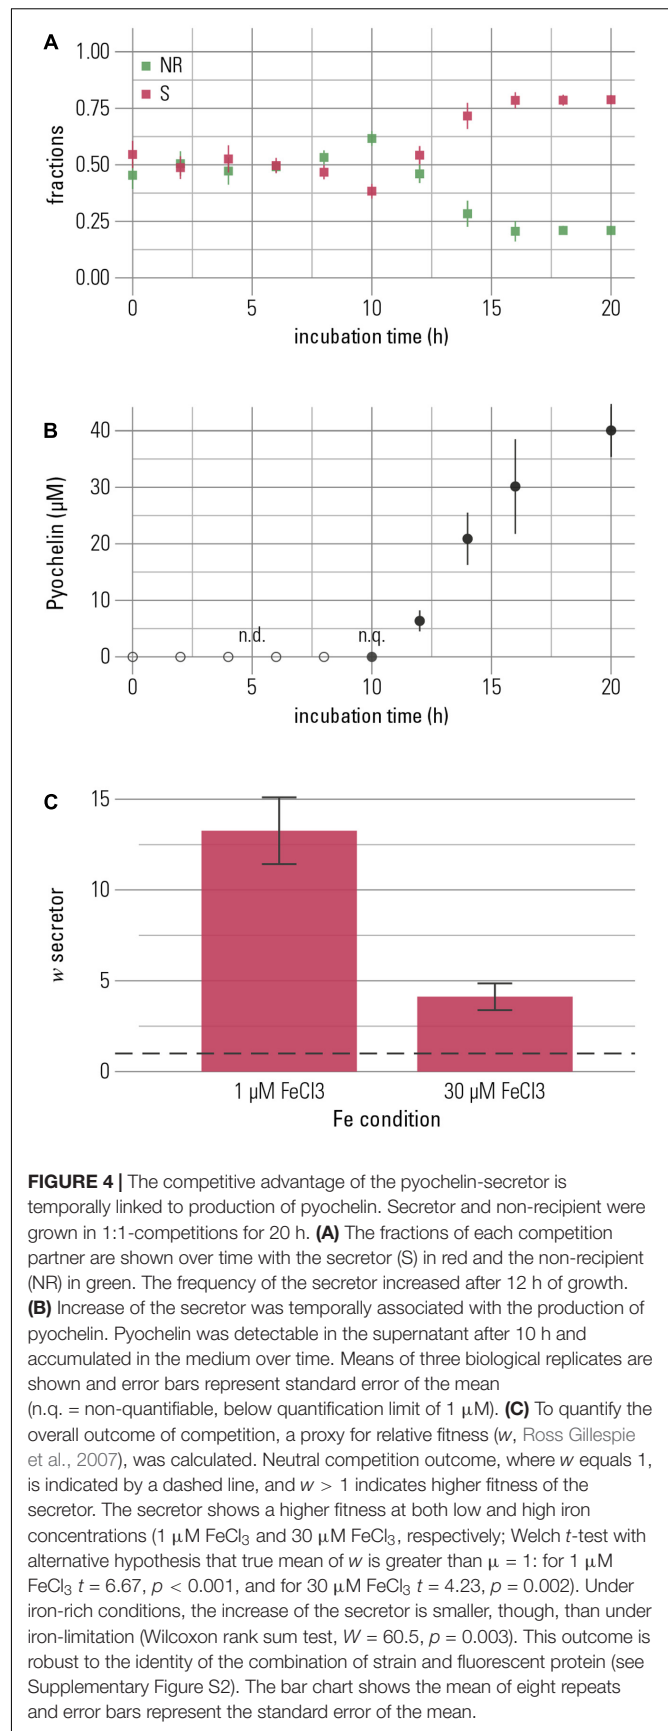 A
1.00
NR
S
0.75
0.50
0.25
0.00
fractions
0
5
10
15
20
incubation time (h)
B
40
30
20
10
0
Pyochelin (µM)
n.d.
n.q.
0
5
10
15
20
incubation time (h)
C
15
10
5
0
w secretor
1 µM FeCl3
30 µM FeCl3
Fe condition
FIGURE 4 | The competitive advantage of the pyochelin-secretor is
temporally linked to production of pyochelin. Secretor and non-recipient were
grown in 1:1-competitions for 20 h. (A) The fractions of each competition
partner are shown over time with the secretor (S) in red and the non-recipient
(NR) in green. The frequency of the secretor increased after 12 h of growth.
(B) Increase of the secretor was temporally associated with the production of
pyochelin. Pyochelin was detectable in the supernatant after 10 h and
accumulated in the medium over time. Means of three biological replicates are
shown and error bars represent standard error of the mean
(n.q. = non-quantifiable, below quantification limit of 1 µM). (C) To quantify the
overall outcome of competition, a proxy for relative fitness (w, Ross Gillespie
et al., 2007), was calculated. Neutral competition outcome, where w equals 1,
is indicated by a dashed line, and w > 1 indicates higher fitness of the
secretor. The secretor shows a higher fitness at both low and high iron
concentrations (1 µM FeCl₃ and 30 µM FeCl₃, respectively; Welch t-test with
alternative hypothesis that true mean of w is greater than µ = 1: for 1 µM
FeCl₃ t = 6.67, p < 0.001, and for 30 µM FeCl₃ t = 4.23, p = 0.002). Under
iron-rich conditions, the increase of the secretor is smaller, though, than under
iron-limitation (Wilcoxon rank sum test, W = 60.5, p = 0.003). This outcome is
robust to the identity of the combination of strain and fluorescent protein (see
Supplementary Figure S2). The bar chart shows the mean of eight repeats
and error bars represent the standard error of the mean.